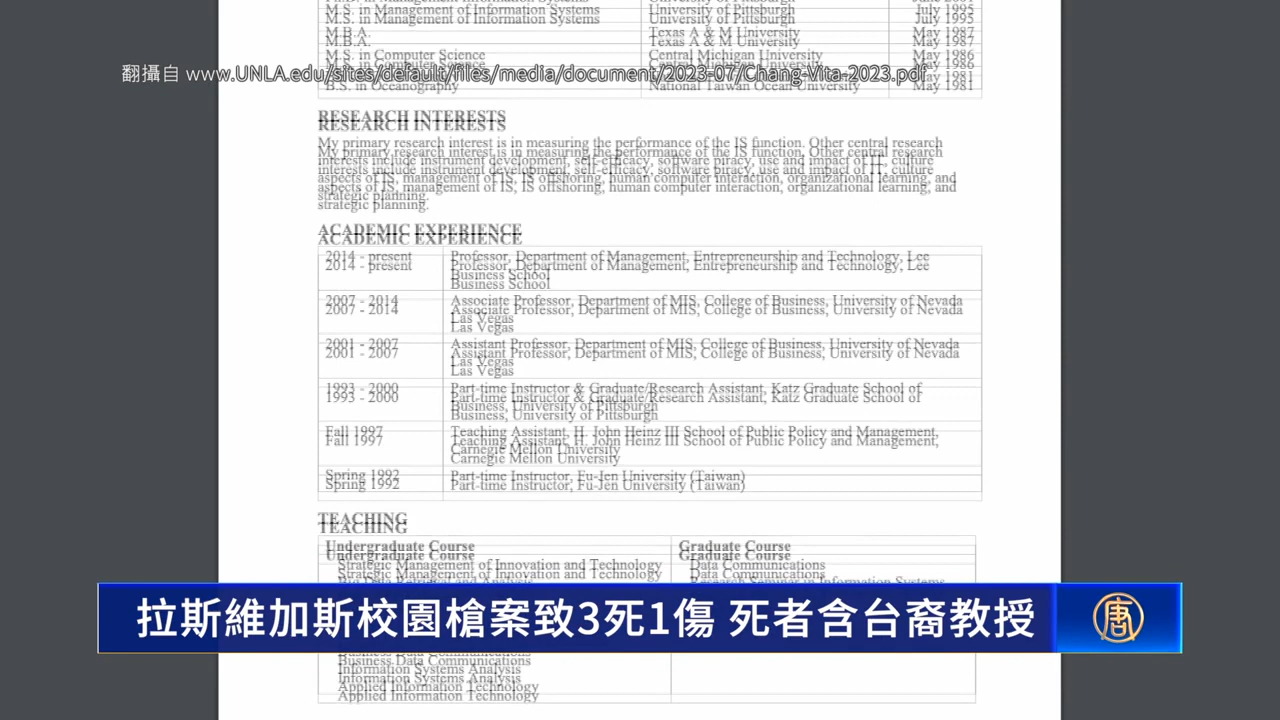 M.S. in Management of Information Systems University of Pittsburgh July 1995
M.B.A. Texas A & M University May 1987
M.S. in Computer Science Central Michigan University May 1986
翻攝自 www.UNLA.edu/sites/default/files/media/document/2023-07/Chang-Vita-2023.pdf
B.S. in Oceanography National Taiwan Ocean University May 1981
RESEARCH INTERESTS
My primary research interest is in measuring the performance of the IS function. Other central research
interests include instrument development, self-efficacy, software piracy, use and impact of IT, culture
aspects of IS, management of IS, IS offshoring, human computer interaction, organizational learning, and
strategic planning.
ACADEMIC EXPERIENCE
2014 - present Professor, Department of Management, Entrepreneurship and Technology, Lee
Business School
2007 - 2014 Associate Professor, Department of MIS, College of Business, University of Nevada
Las Vegas
2001 - 2007 Assistant Professor, Department of MIS, College of Business, University of Nevada
Las Vegas
1993 - 2000 Part-time Instructor & Graduate/Research Assistant, Katz Graduate School of
Business, University of Pittsburgh
Fall 1997 Teaching Assistant, H. John Heinz III School of Public Policy and Management,
Carnegie Mellon University
Spring 1992 Part-time Instructor, Fu-Jen University (Taiwan)
TEACHING
Undergraduate Course Graduate Course
Strategic Management of Innovation and Technology Data Communications
拉斯維加斯校園槍案致3死1傷 死者含台裔教授
唐
Business Data Communications
Information Systems Analysis
Applied Information Technology